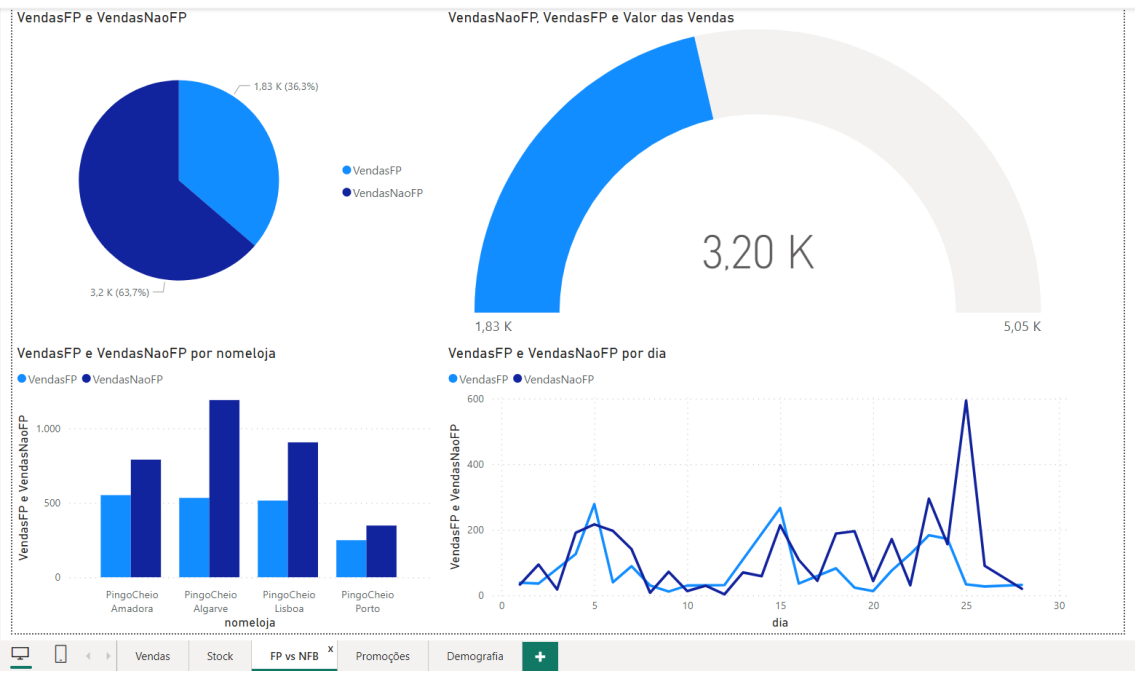 VendasFP e VendasNaoFP
1,83 K (36,3%)
VendasFP
VendasNaoFP
3,2 K (63,7%)
VendasNaoFP, VendasFP e Valor das Vendas
3,20 K
1,83 K
5,05 K
VendasFP e VendasNaoFP por nomeloja
VendasFP VendasNaoFP
VendasFP e VendasNaoFP
1.000
500
0
PingoCheio Amadora
PingoCheio Algarve
PingoCheio Lisboa
PingoCheio Porto
nomeloja
VendasFP e VendasNaoFP por dia
VendasFP VendasNaoFP
VendasFP e VendasNaoFP
600
400
200
0
0 5 10 15 20 25 30
dia
Vendas Stock FP vs NFB x Promoções Demografia +